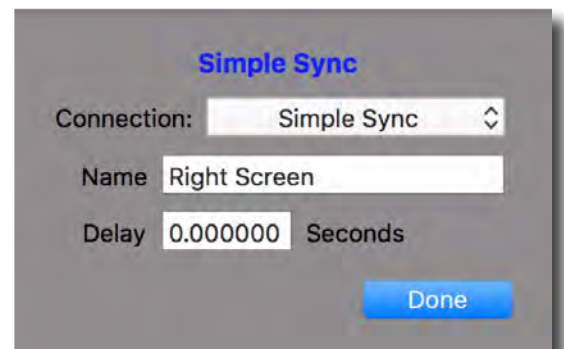 Simple Sync
Connection: Simple Sync
Name Right Screen
Delay 0.000000 Seconds
Done